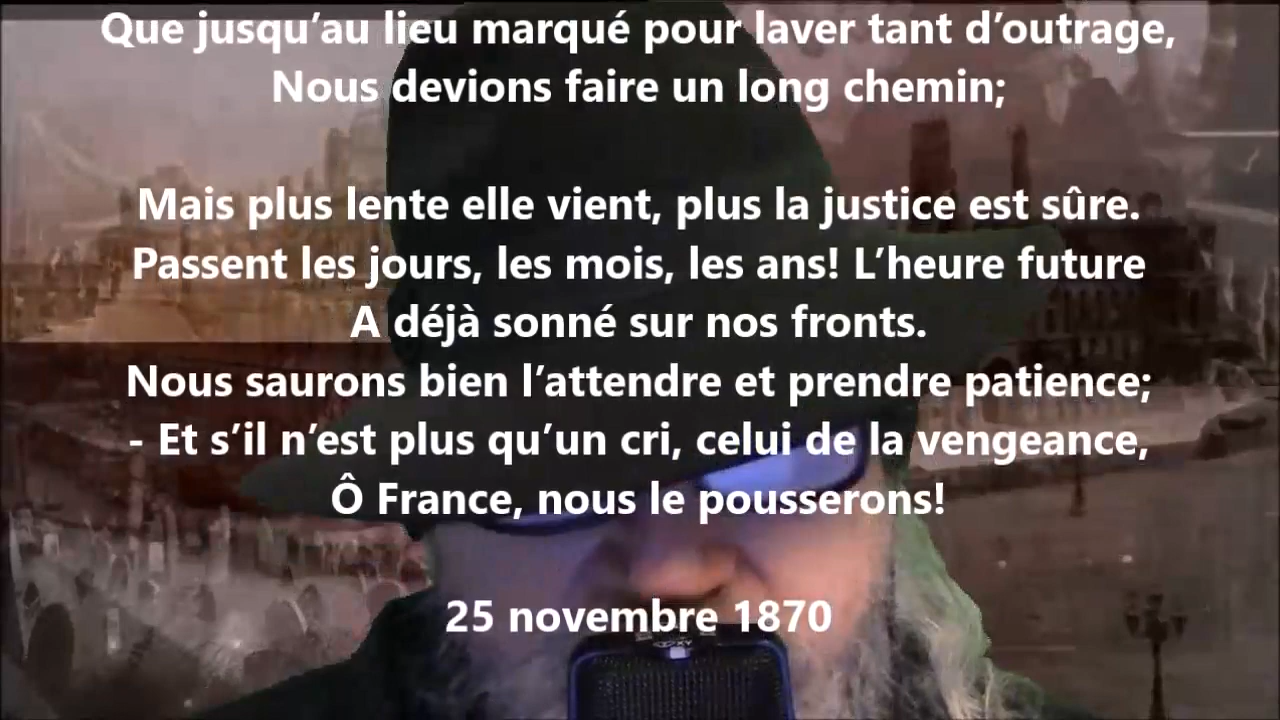 Que jusqu’au lieu marqué pour laver tant d’outrage,
Nous devions faire un long chemin;
Mais plus lente elle vient, plus la justice est sûre.
Passent les jours, les mois, les ans! L’heure future
A déjà sonné sur nos fronts.
Nous saurons bien l’attendre et prendre patience;
- Et s’il n’est plus qu’un cri, celui de la vengeance,
Ô France, nous le pousserons!
25 novembre 1870